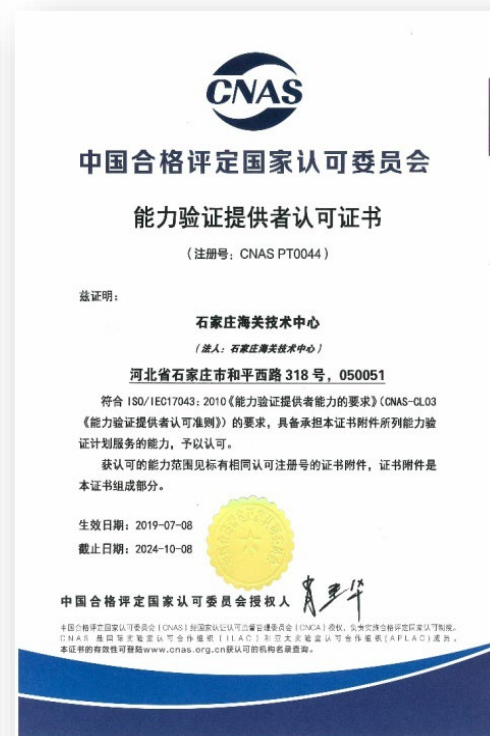 CNAS
中国合格评定国家认可委员会
能力验证提供者认可证书
（注册号：CNAS PT0044）
兹证明：
石家庄海关技术中心
（法人：石家庄海关技术中心）
河北省石家庄市和平西路 318 号，050051
符合 ISO/IEC17043：2010《能力验证提供者能力的要求》（CNAS-CL03
《能力验证提供者认可准则》）的要求，具备承担本证书附件所列能力验
证计划服务的能力，予以认可。
获认可的能力范围见标有相同认可注册号的证书附件，证书附件是
本证书组成部分。
生效日期：2019-07-08
截止日期：2024-10-08
中国合格评定国家认可委员会授权人
中国合格评定国家认可委员会（CNAS）经国家认证认可监督管理委员会（CNCA）授权，负责实施合格评定国家认可制度。
CNAS 是国际实验室认可合作组织（ILAC）和亚太实验室认可合作组织（APLAC）成员。
本证书的有效性可登陆www.cnas.org.cn获认可的机构名录查询。